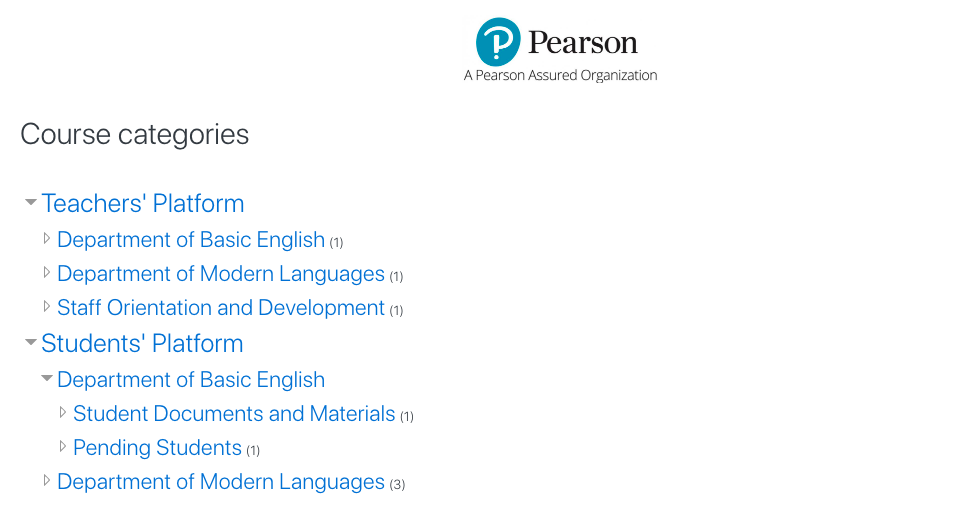 Pearson
A Pearson Assured Organization
Course categories
Teachers' Platform
Department of Basic English (1)
Department of Modern Languages (1)
Staff Orientation and Development (1)
Students' Platform
Department of Basic English
Student Documents and Materials (1)
Pending Students (1)
Department of Modern Languages (3)